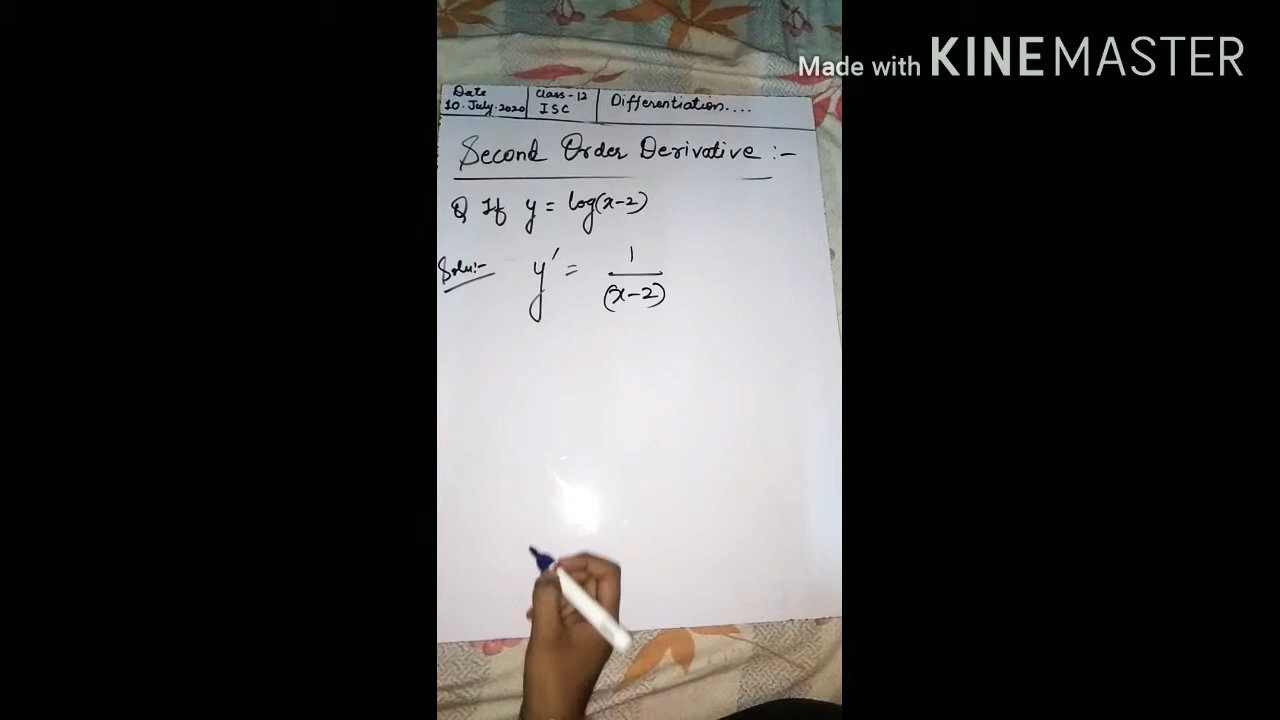 Made with KINEMASTER
Date
10.July.2020
Class-12
ISC
Differentiation....
Second Order Derivative :-
Q If y = log(x-2)
Solu:- y' = 1/(x-2)